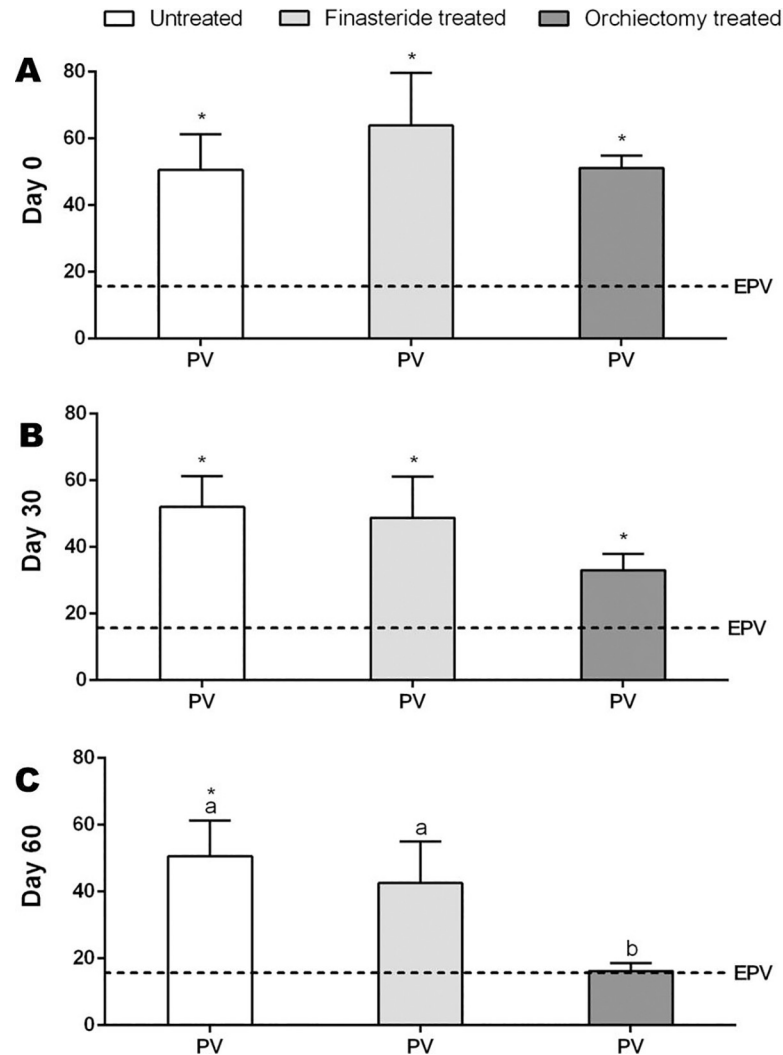 Untreated Finasteride treated Orchiectomy treated
A
Day 0
80
60
40
20
0
* * *
EPV
PV PV PV
B
Day 30
80
60
40
20
0
* * *
EPV
PV PV PV
C
Day 60
80
60
40
20
0
*
a a b
EPV
PV PV PV